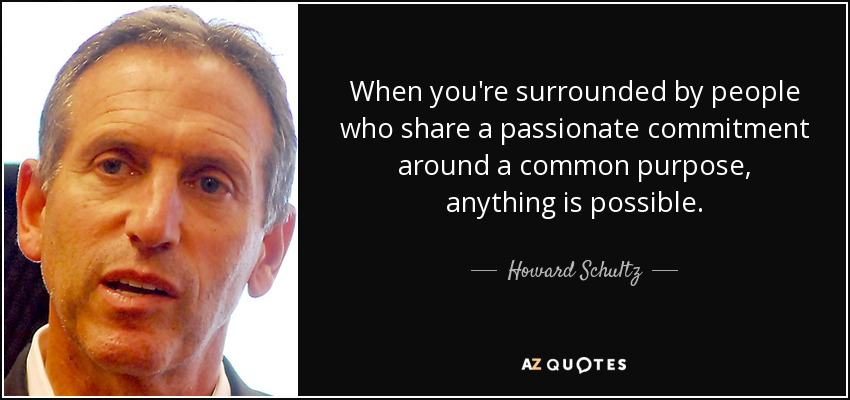 When you're surrounded by people
who share a passionate commitment
around a common purpose,
anything is possible.
Howard Schultz
AZ QUOTES